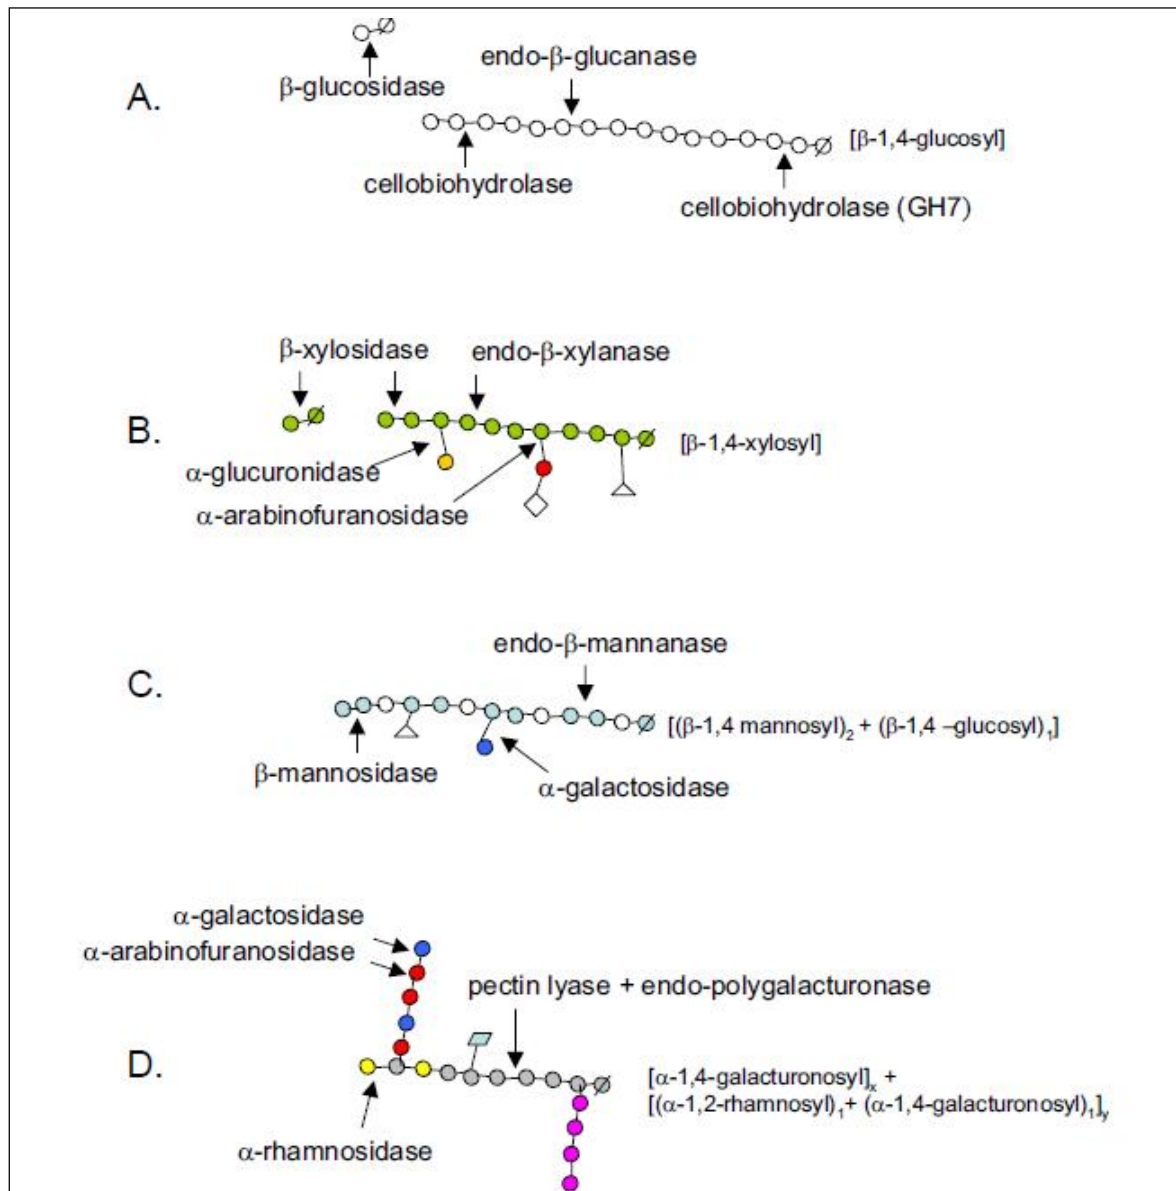 A.
β-glucosidase
endo-β-glucanase
[β-1,4-glucosyl]
cellobiohydrolase
cellobiohydrolase (GH7)
B.
β-xylosidase
endo-β-xylanase
[β-1,4-xylosyl]
α-glucuronidase
α-arabinofuranosidase
C.
endo-β-mannanase
[(β-1,4 mannosyl)₂ + (β-1,4 –glucosyl)₁]
β-mannosidase
α-galactosidase
D.
α-galactosidase
α-arabinofuranosidase
pectin lyase + endo-polygalacturonase
[α-1,4-galacturonosyl]ₓ +
[(α-1,2-rhamnosyl)₁+ (α-1,4-galacturonosyl)₁]ᵧ
α-rhamnosidase